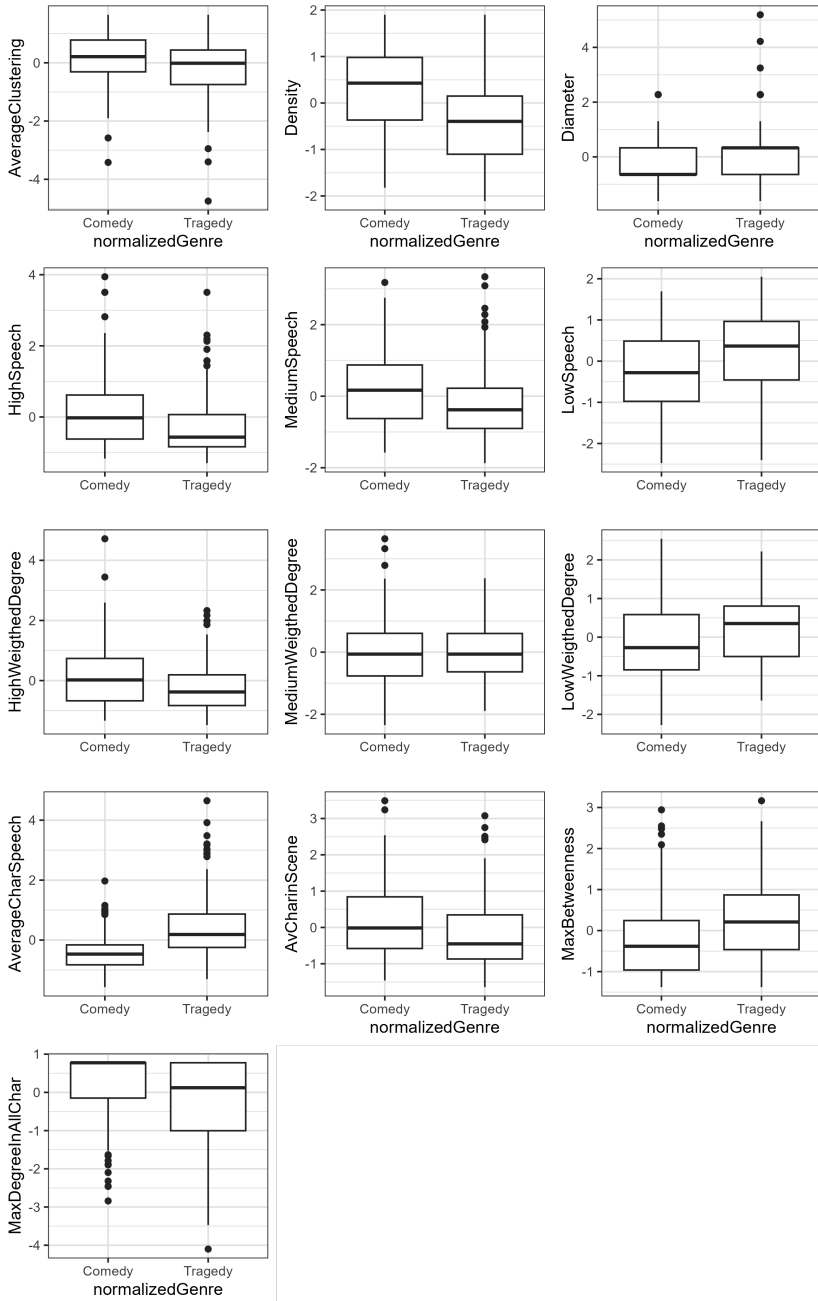 AverageClustering
0
-2
-4
Comedy
Tragedy
normalizedGenre
Density
2
1
0
-1
-2
Comedy
Tragedy
normalizedGenre
Diameter
4
2
0
Comedy
Tragedy
normalizedGenre
HighSpeech
4
2
0
Comedy
Tragedy
MediumSpeech
2
0
-2
Comedy
Tragedy
LowSpeech
2
1
0
-1
-2
Comedy
Tragedy
HighWeigthedDegree
4
2
0
Comedy
Tragedy
MediumWeigthedDegree
2
0
-2
Comedy
Tragedy
LowWeigthedDegree
2
1
0
-1
-2
Comedy
Tragedy
AverageCharSpeech
4
2
0
Comedy
Tragedy
AvCharinScene
3
2
1
0
-1
Comedy
Tragedy
normalizedGenre
MaxBetweenness
3
2
1
0
-1
Comedy
Tragedy
normalizedGenre
MaxDegreeInAllChar
1
0
-1
-2
-3
-4
Comedy
Tragedy
normalizedGenre